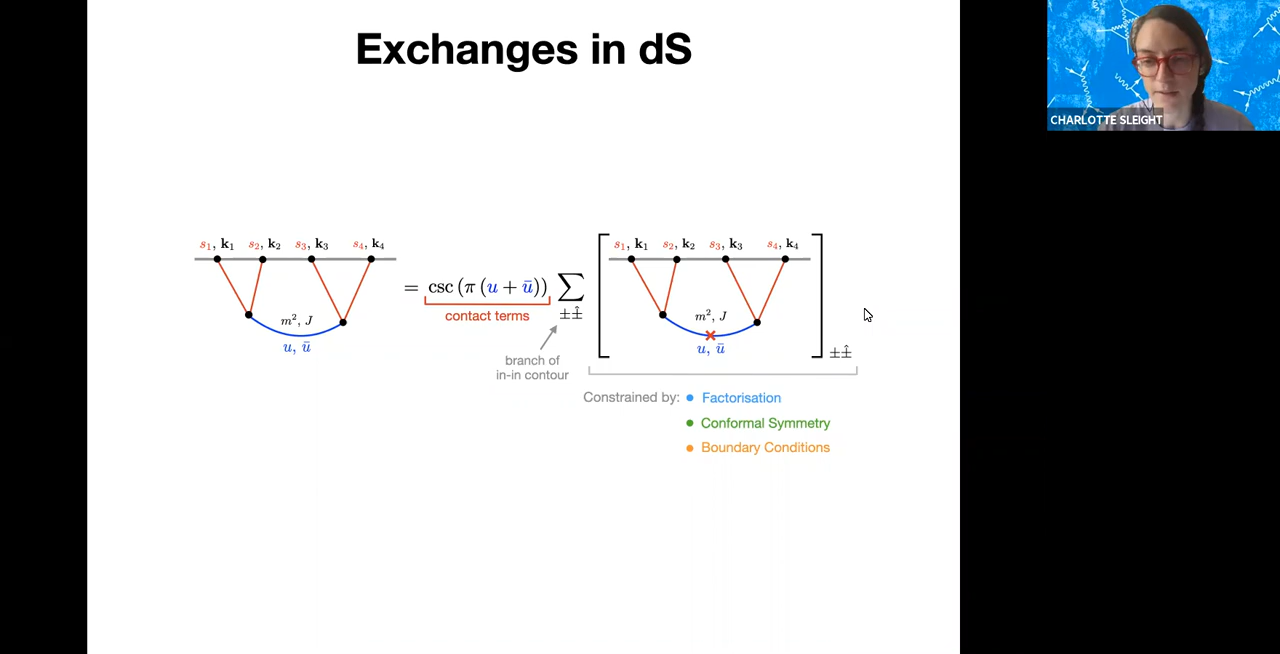 Exchanges in dS
CHARLOTTE SLEIGHT
s₁, k₁ s₂, k₂ s₃, k₃ s₄, k₄
m², J
u, ū
= csc (π (u + ū)) ∑
contact terms
±±̂
branch of
in-in contour
s₁, k₁ s₂, k₂ s₃, k₃ s₄, k₄
m², J
u, ū
±±̂
Constrained by:
• Factorisation
• Conformal Symmetry
• Boundary Conditions